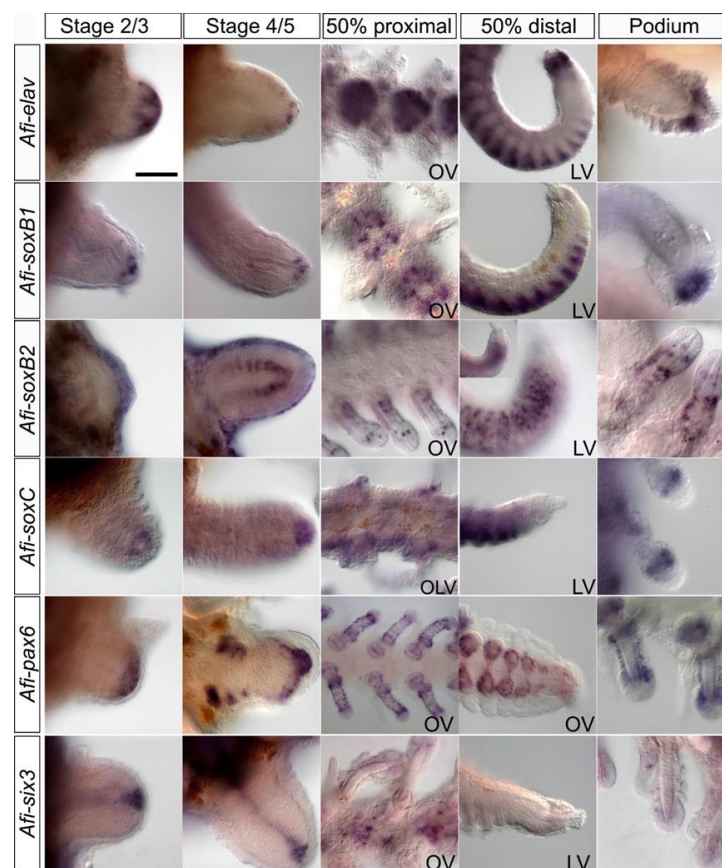 Stage 2/3 Stage 4/5 50% proximal 50% distal Podium
Afi-elav
OV LV
Afi-soxB1
OV LV
Afi-soxB2
OV LV
Afi-soxC
OLV LV
Afi-pax6
OV OV
Afi-six3
OV LV